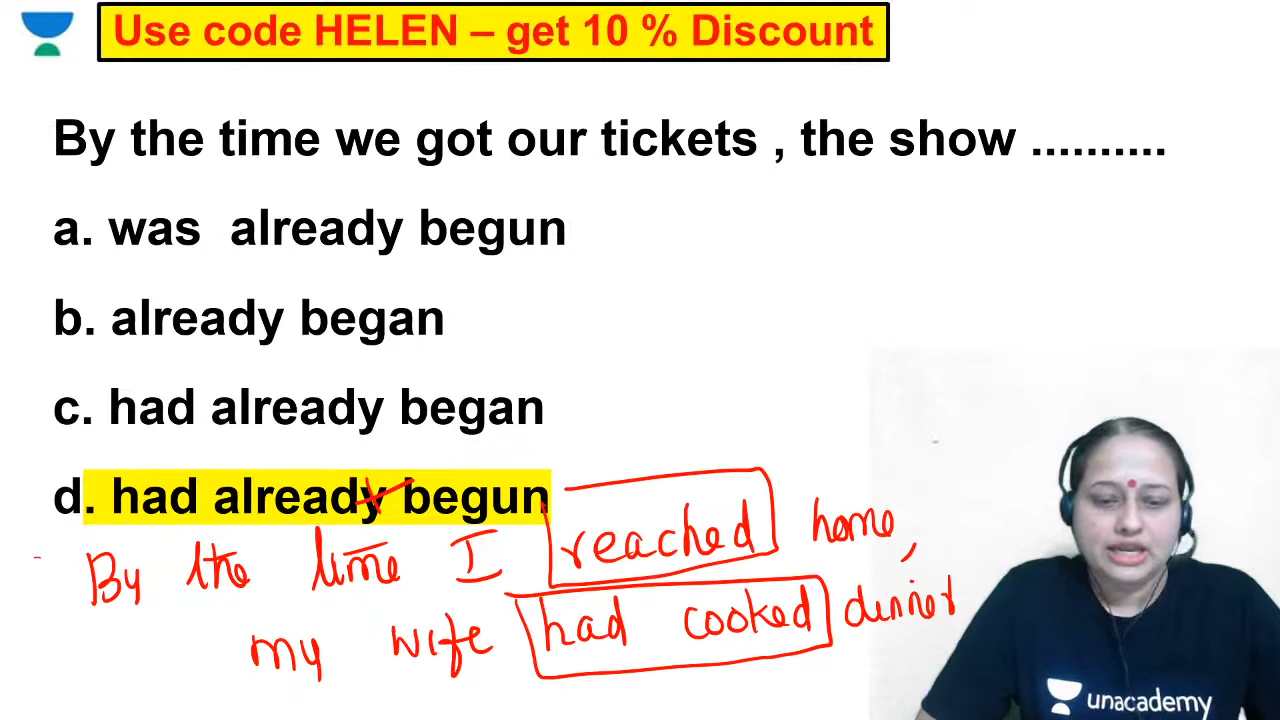 Use code HELEN – get 10 % Discount
By the time we got our tickets , the show ..........
a. was already begun
b. already began
c. had already began
d. had already begun
By the time I reached home,
my wife had cooked dinner
unacademy